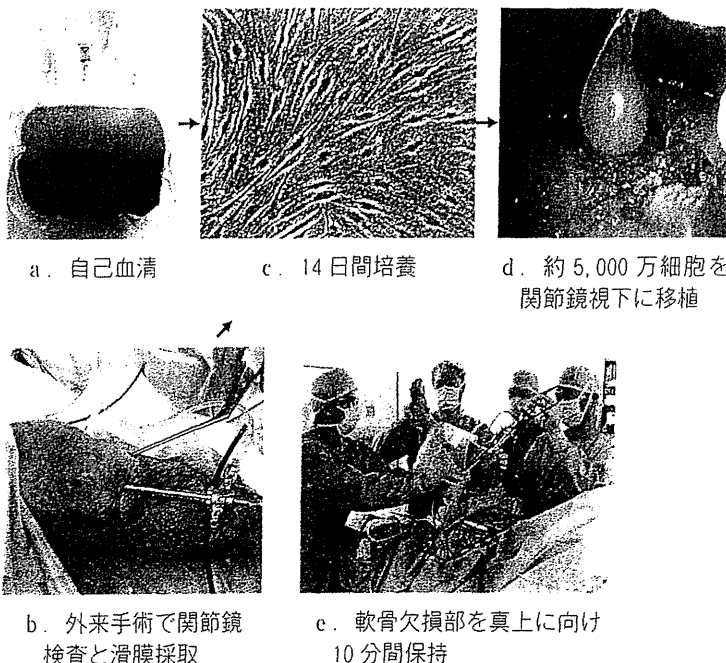 a. 自己血清
c. 14日間培養
d. 約5,000万細胞を
関節鏡視下に移植
b. 外来手術で関節鏡
検査と滑膜採取
e. 軟骨欠損部を真上に向け
10分間保持